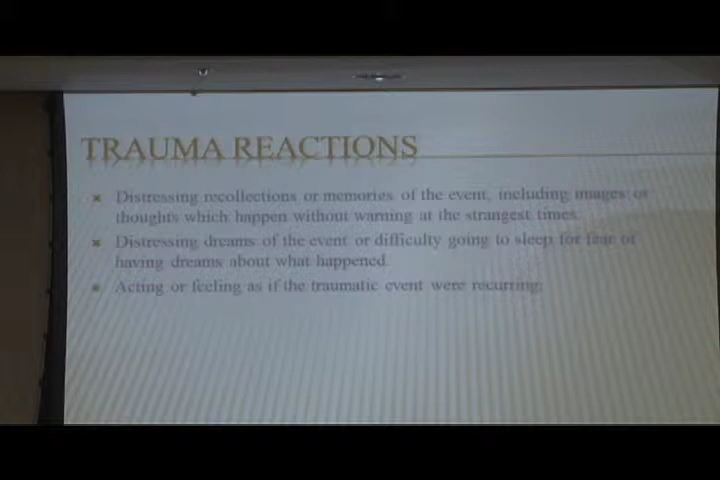 TRAUMA REACTIONS
Distressing recollections or memories of the event, including images or
thoughts which happen without warning at the strangest times.
Distressing dreams of the event or difficulty going to sleep for fear of
having dreams about what happened.
Acting or feeling as if the traumatic event were recurring;